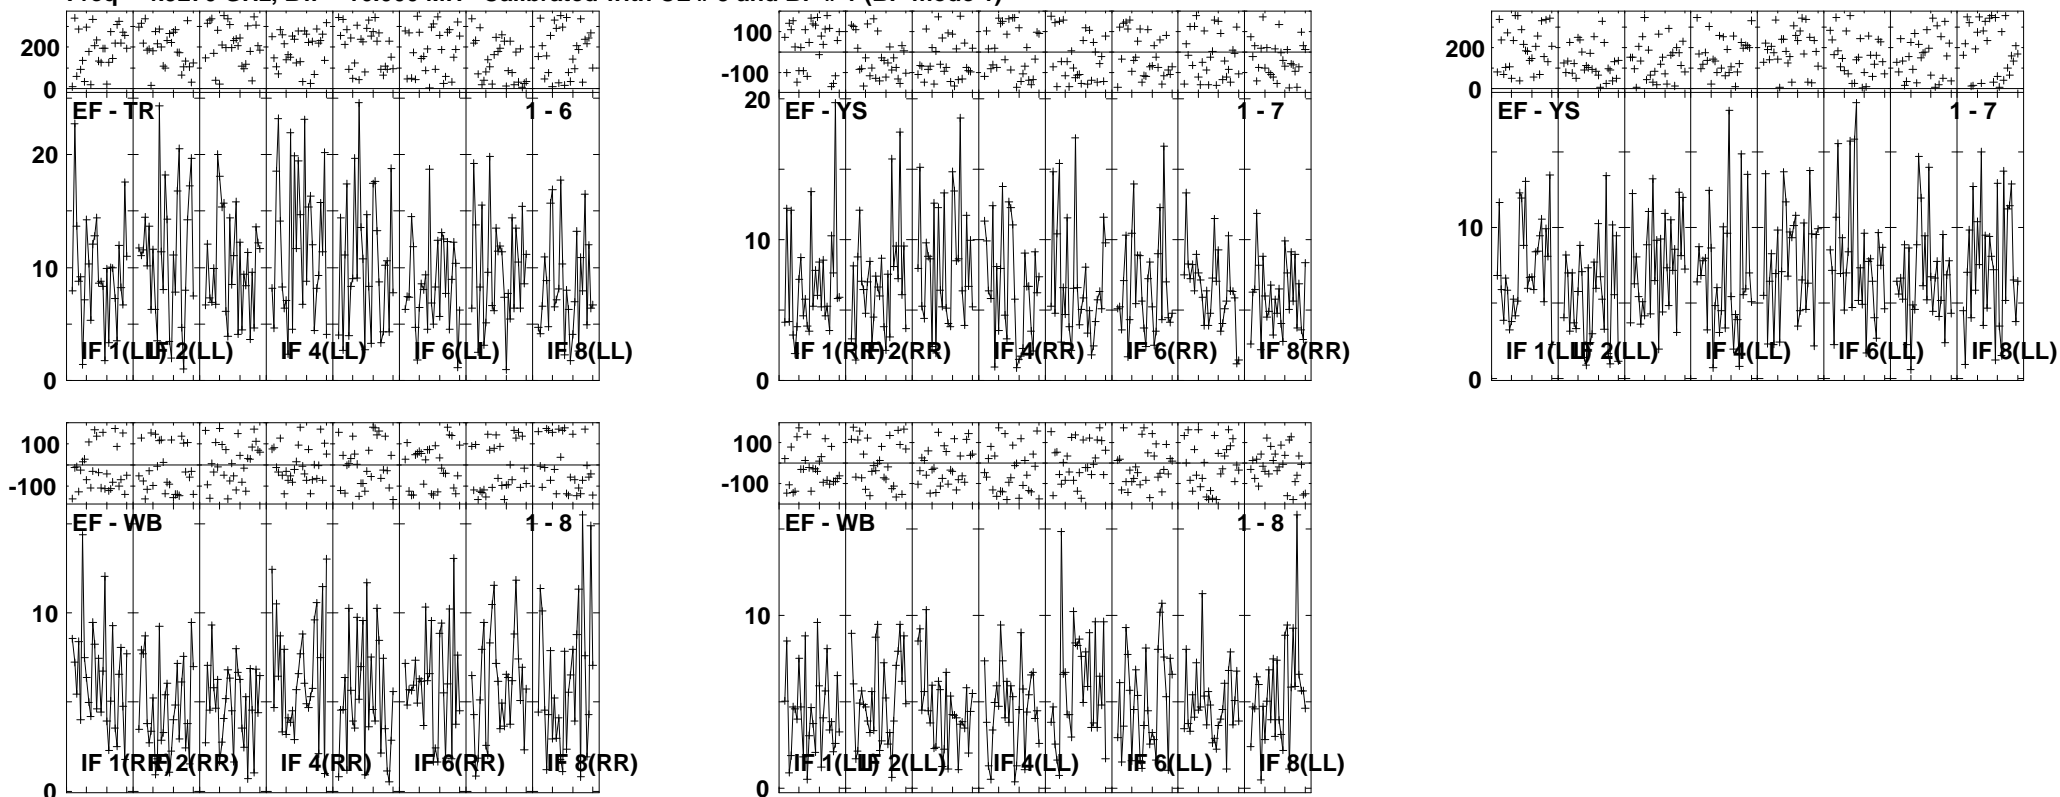 200
0
EF - TR 1 - 6
20
10
0
IF 1(LL) IF 2(LL) IF 4(LL) IF 6(LL) IF 8(LL)
100
-100
20
EF - YS 1 - 7
10
0
IF 1(RR) IF 2(RR) IF 4(RR) IF 6(RR) IF 8(RR)
200
0
EF - YS 1 - 7
10
0
IF 1(LL) IF 2(LL) IF 4(LL) IF 6(LL) IF 8(LL)
100
-100
EF - WB 1 - 8
10
0
IF 1(RR) IF 2(RR) IF 4(RR) IF 6(RR) IF 8(RR)
100
-100
EF - WB 1 - 8
10
0
IF 1(LL) IF 2(LL) IF 4(LL) IF 6(LL) IF 8(LL)